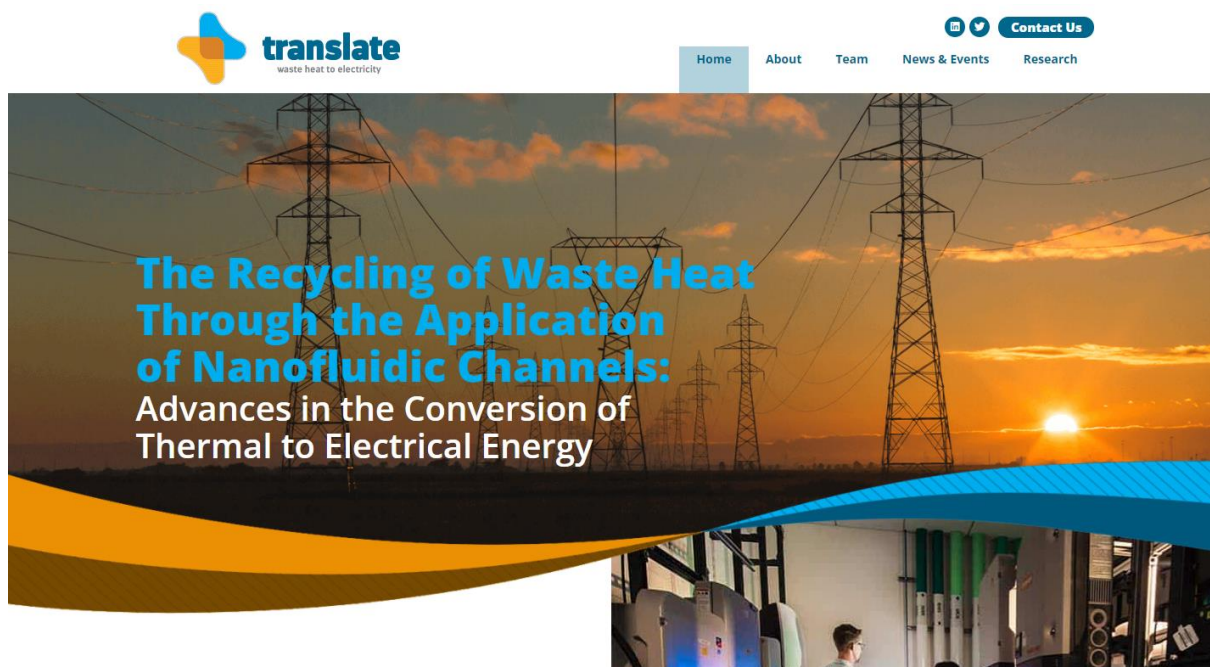 translate
waste heat to electricity
Contact Us
Home
About
Team
News & Events
Research
The Recycling of Waste Heat
Through the Application
of Nanofluidic Channels:
Advances in the Conversion of
Thermal to Electrical Energy